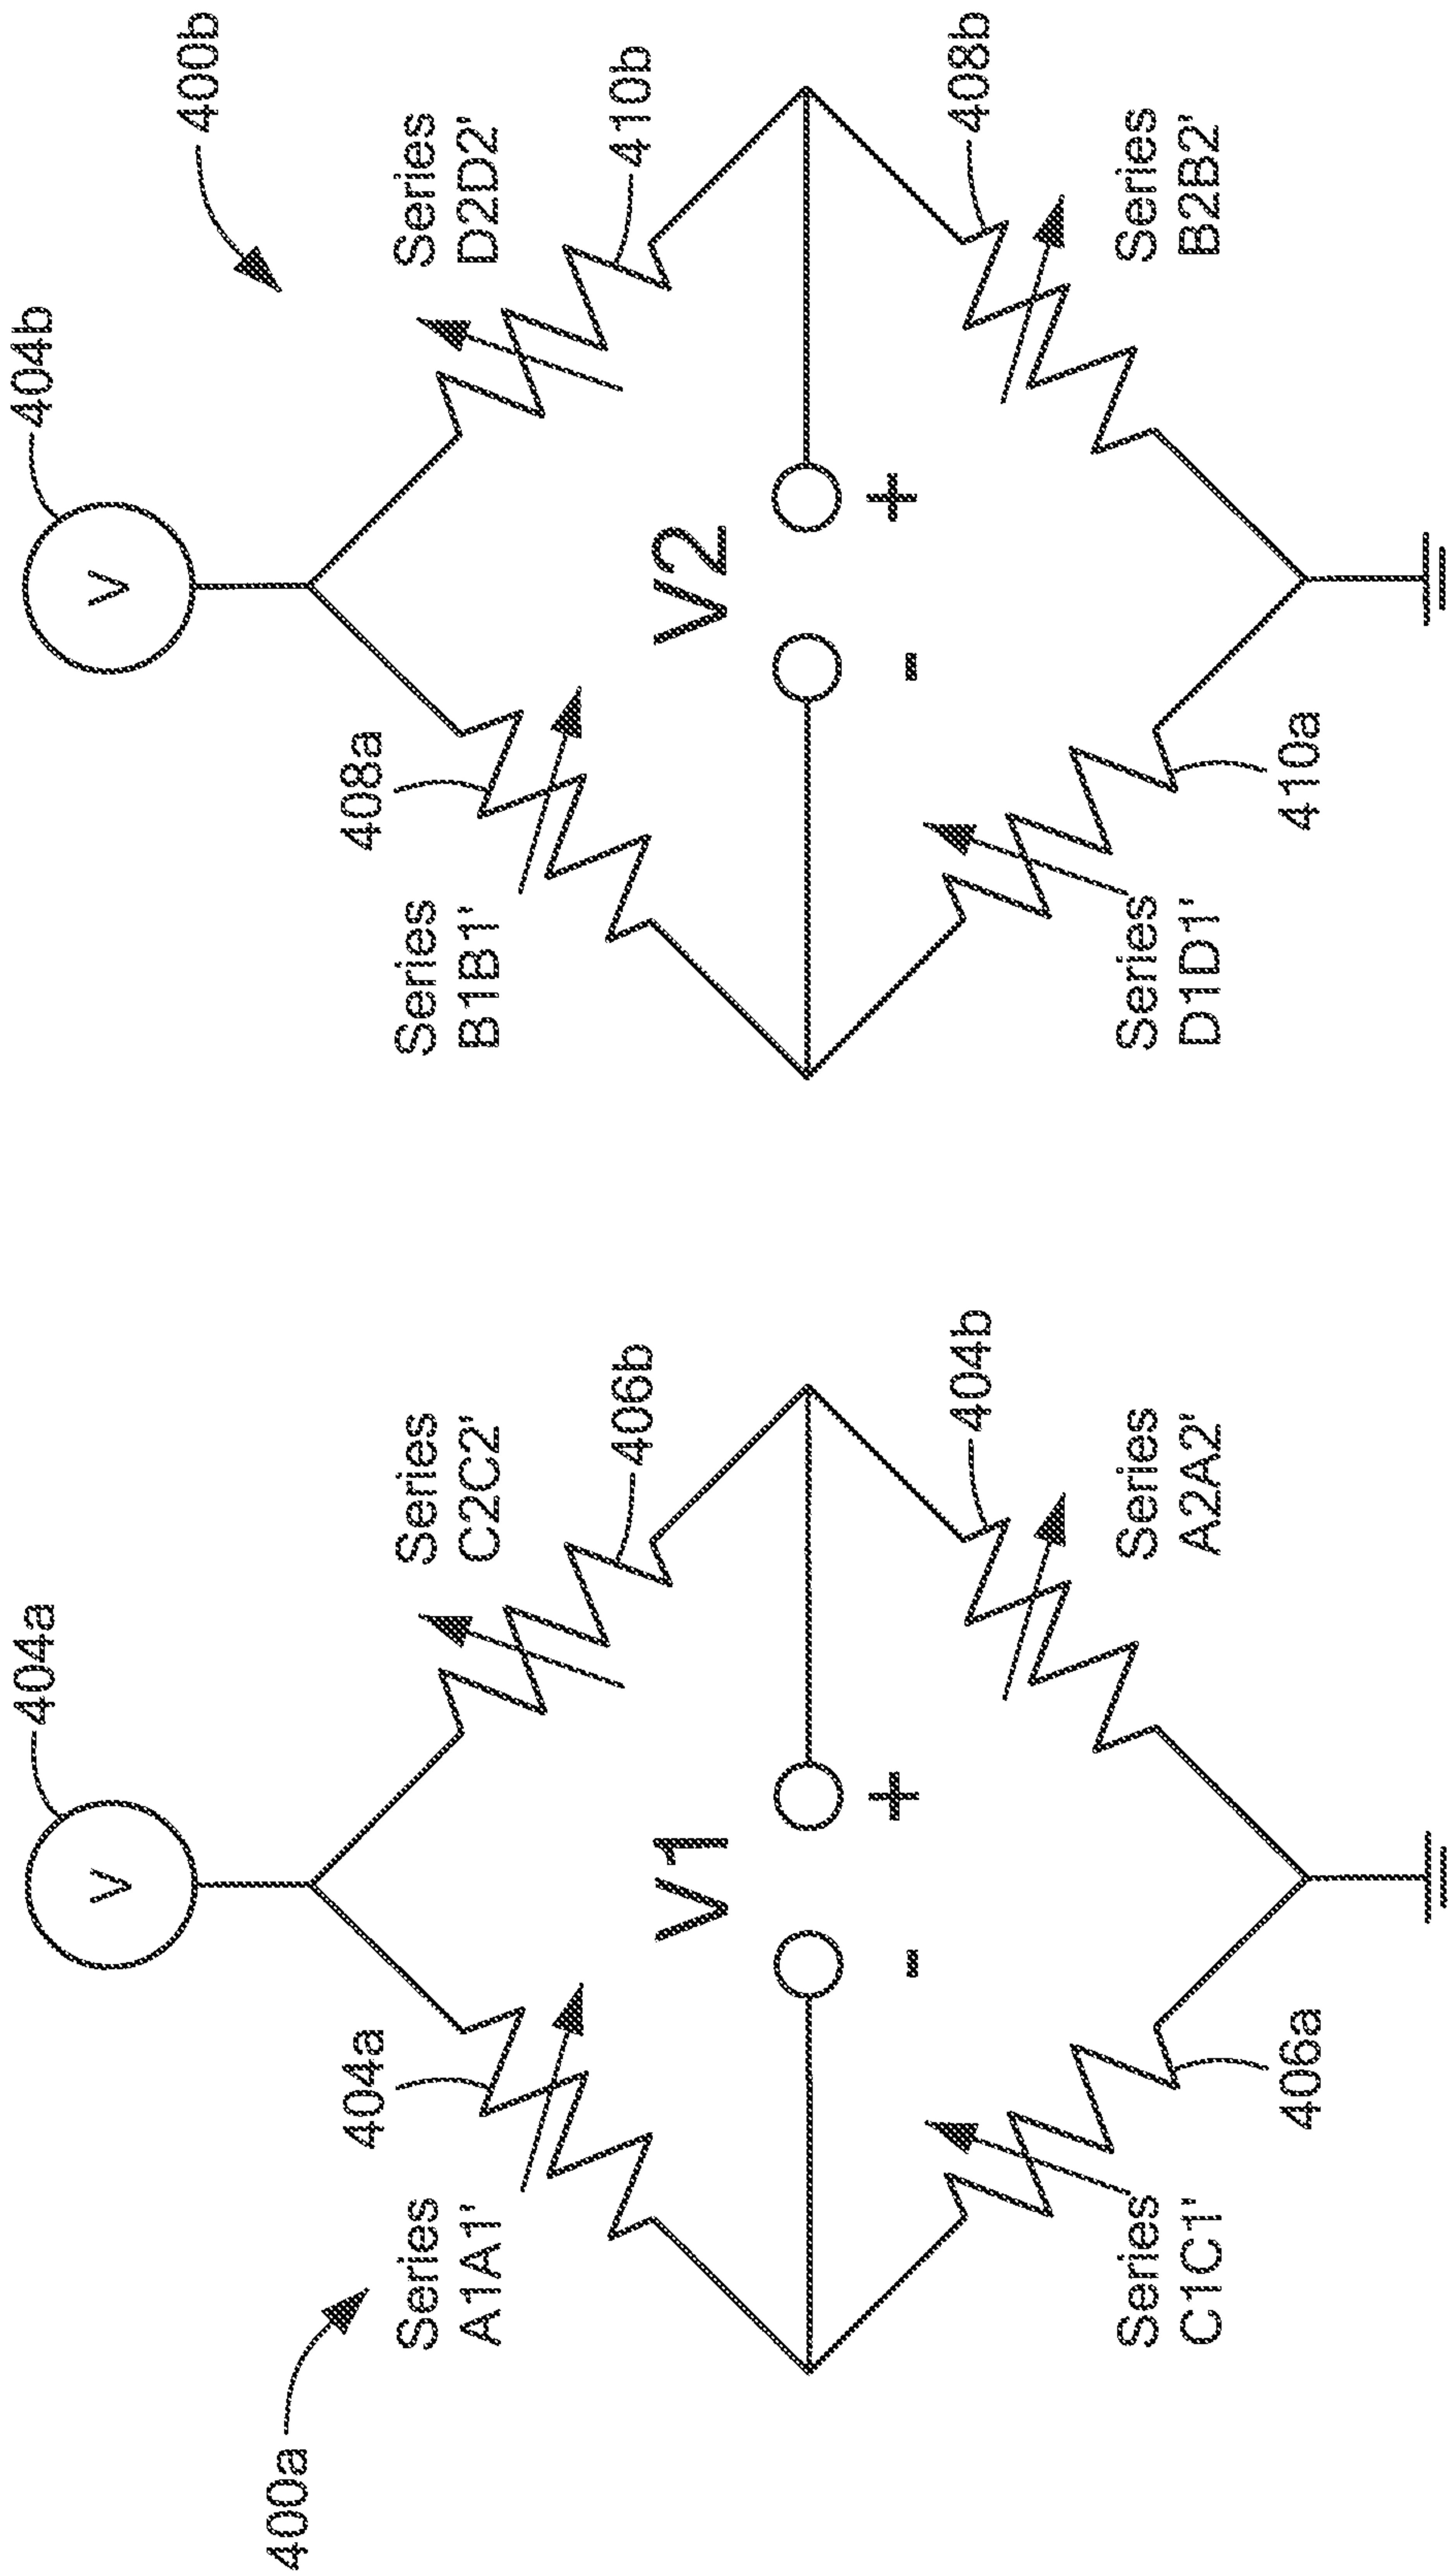 400a
404a
V
404a
Series
A1A1'
Series
C2C2'
406b
V1
-
+
Series
C1C1'
406a
404b
Series
A2A2'
400b
404b
V
408a
Series
B1B1'
Series
D2D2'
410b
V2
-
+
Series
D1D1'
410a
408b
Series
B2B2'